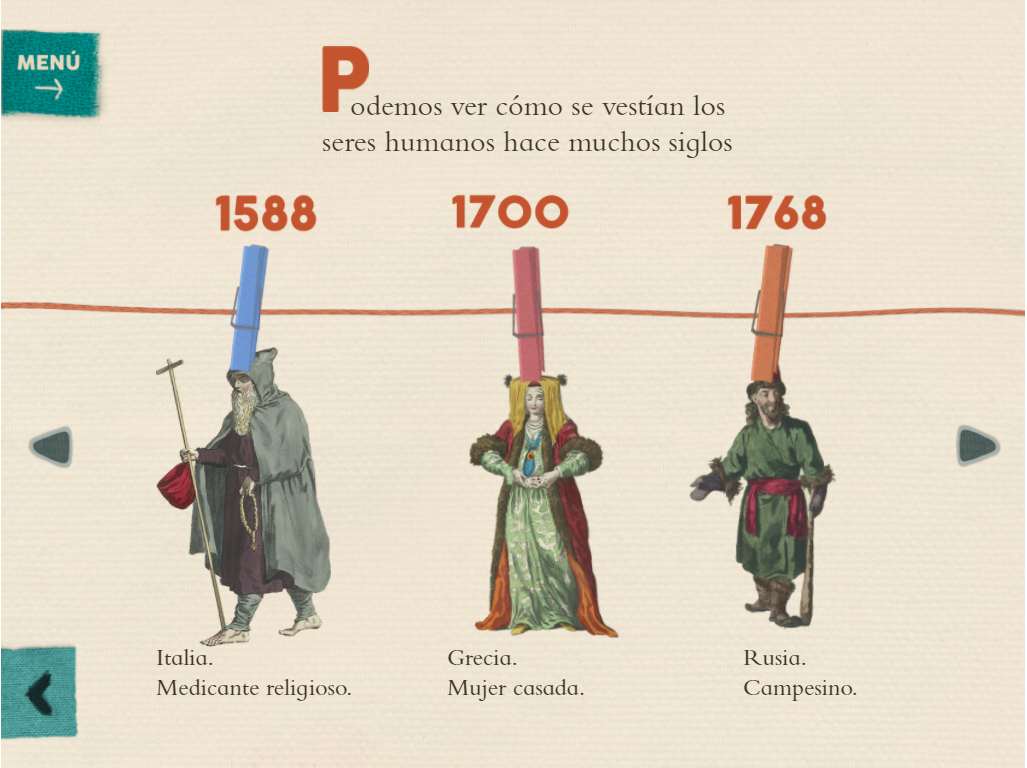 MENÚ
Podemos ver cómo se vestían los
seres humanos hace muchos siglos
1588
1700
1768
Italia.
Medicante religioso.
Grecia.
Mujer casada.
Rusia.
Campesino.